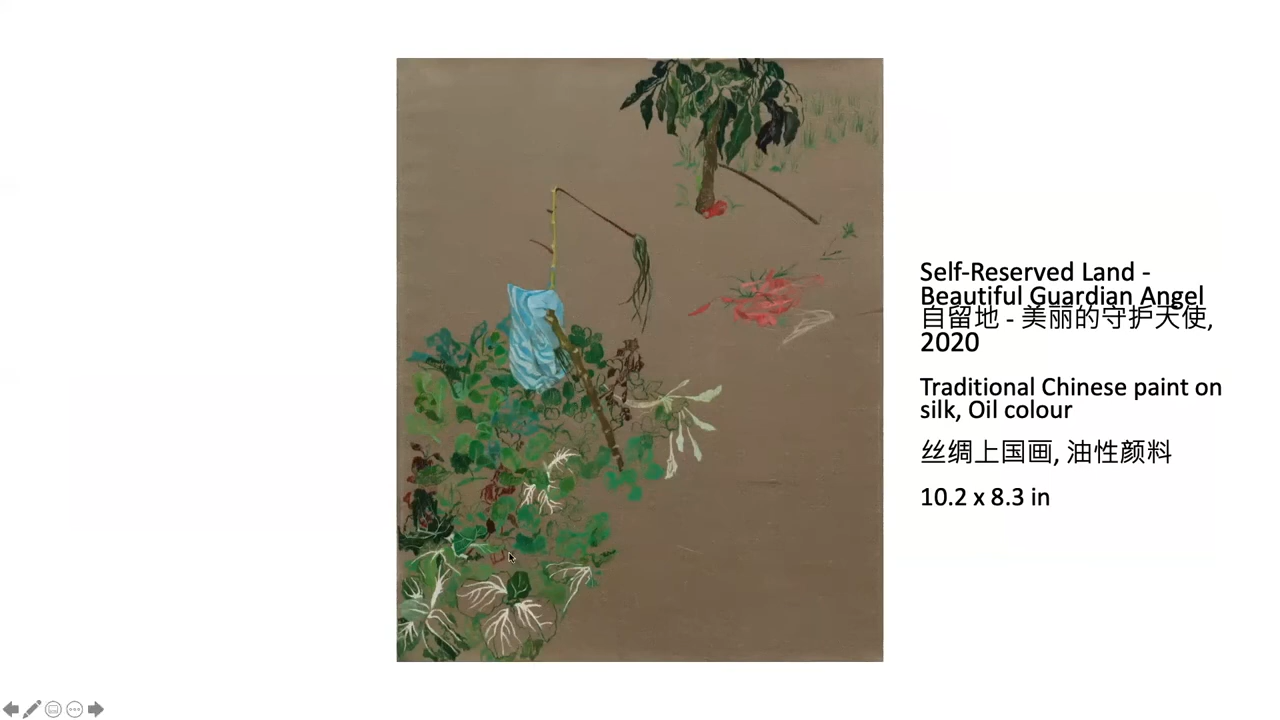 Self-Reserved Land -
Beautiful Guardian Angel
自留地 - 美丽的守护天使,
2020
Traditional Chinese paint on
silk, Oil colour
丝绸上国画, 油性颜料
10.2 x 8.3 in